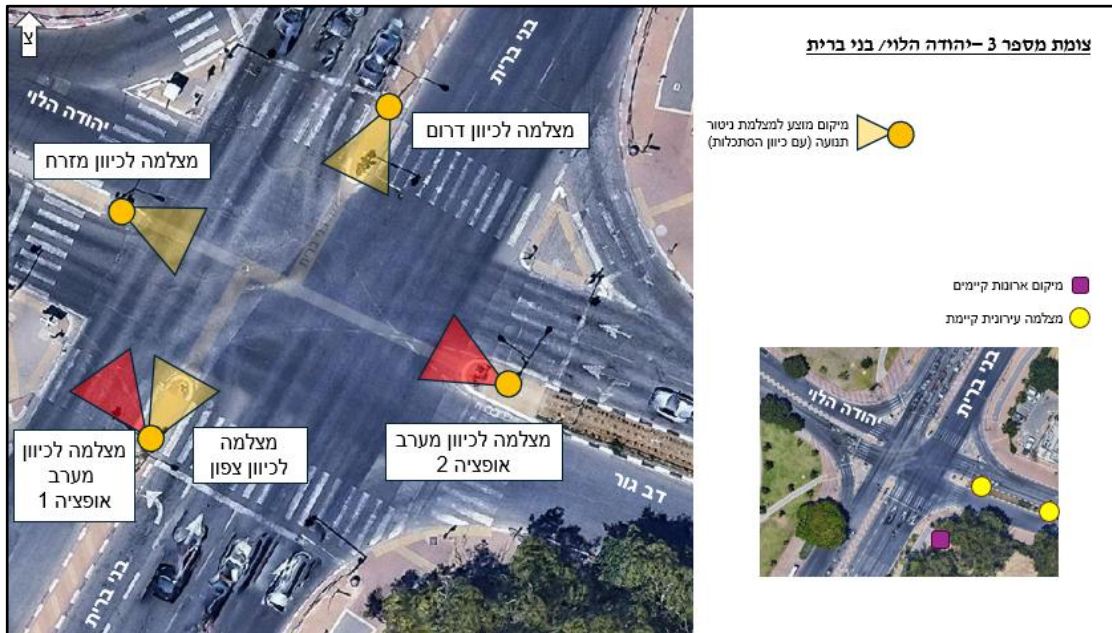 צומת מספר 3 –יהודה הלוי/ בני ברית
מיקום מוצע למצלמת ניטור
תנועה (עם כיוון הסתכלות)
מיקום ארונות קיימים
מצלמה עירונית קיימת
צ
בני ברית
יהודה הלוי
מצלמה לכיוון דרום
מצלמה לכיוון מזרח
בני ברית
מצלמה לכיוון
מערב
אופציה 1
מצלמה
לכיוון צפון
מצלמה לכיוון מערב
אופציה 2
דב גור
בני ברית
בני ברית
יהודה הלוי